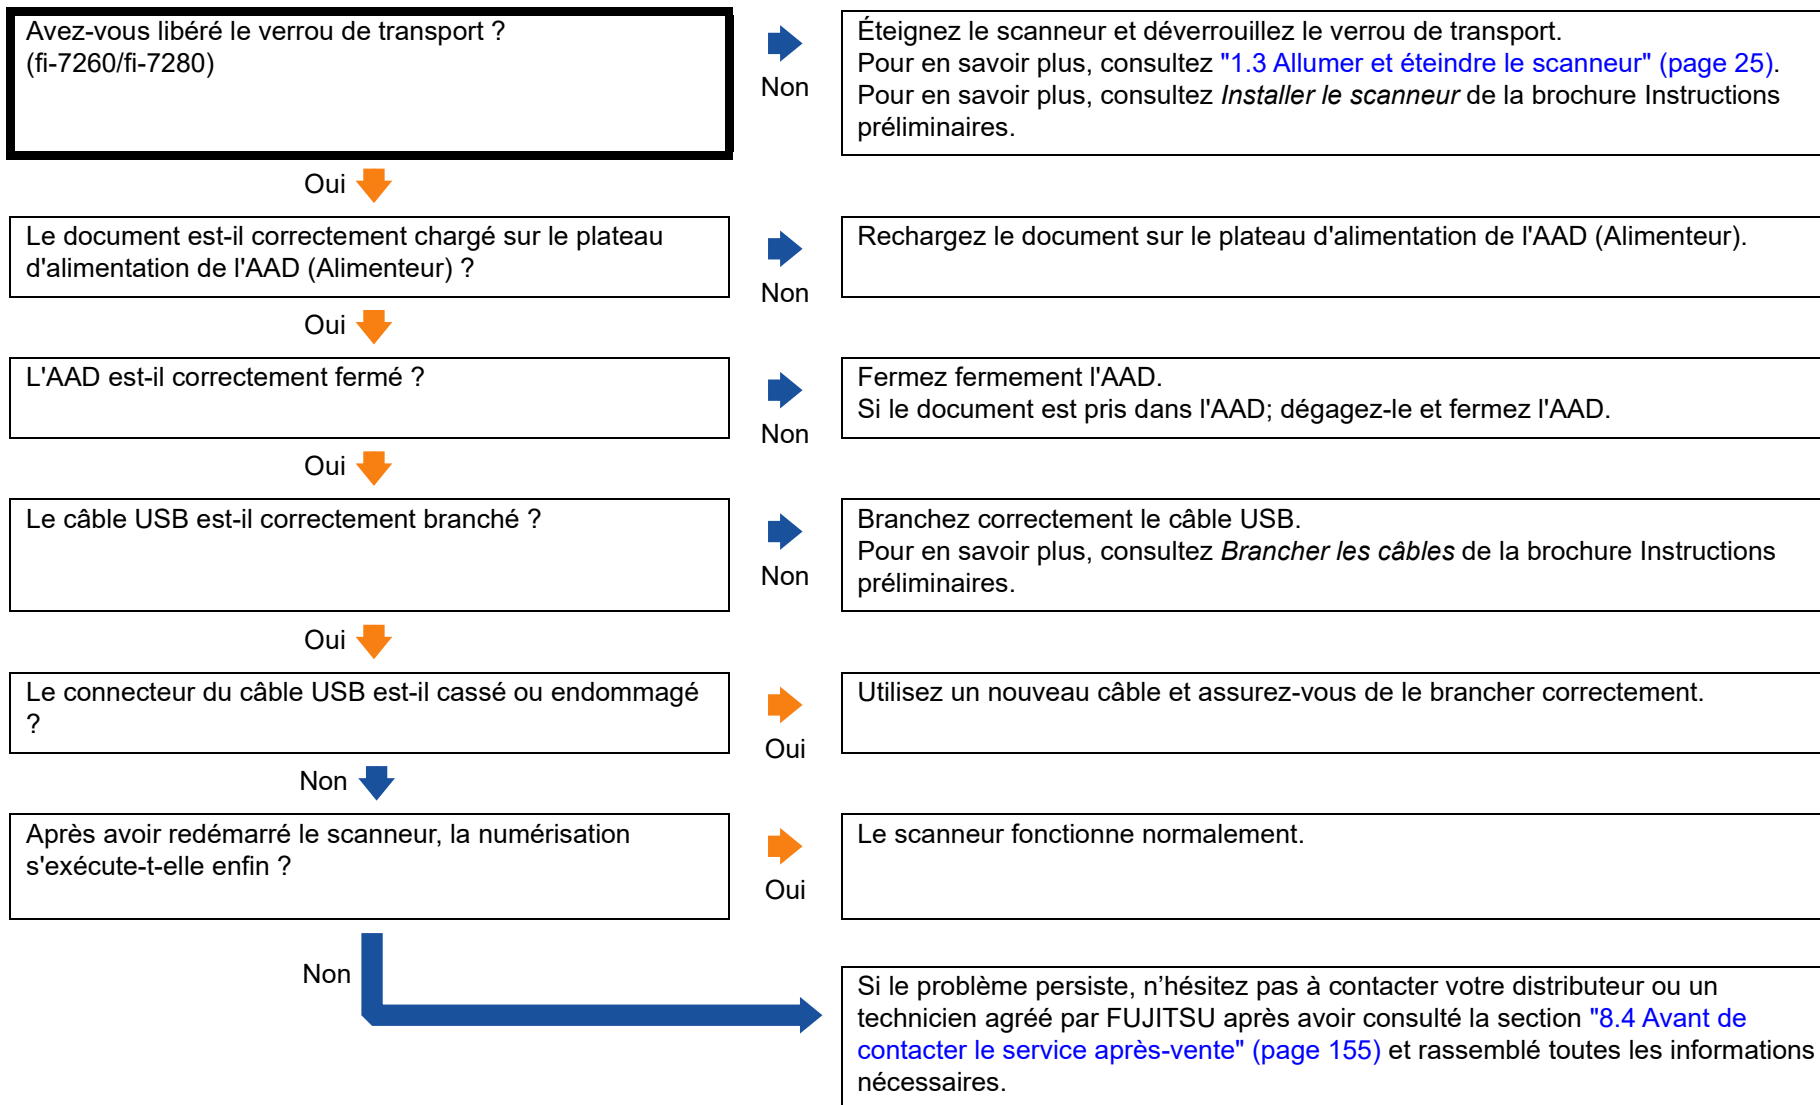 Avez-vous libéré le verrou de transport ?
(fi-7260/fi-7280)
Non
Éteignez le scanneur et déverrouillez le verrou de transport.
Pour en savoir plus, consultez "1.3 Allumer et éteindre le scanneur" (page 25).
Pour en savoir plus, consultez Installer le scanneur de la brochure Instructions
préliminaires.
Oui
Le document est-il correctement chargé sur le plateau
d'alimentation de l'AAD (Alimenteur) ?
Non
Rechargez le document sur le plateau d'alimentation de l'AAD (Alimenteur).
Oui
L'AAD est-il correctement fermé ?
Non
Fermez fermement l'AAD.
Si le document est pris dans l'AAD; dégagez-le et fermez l'AAD.
Oui
Le câble USB est-il correctement branché ?
Non
Branchez correctement le câble USB.
Pour en savoir plus, consultez Brancher les câbles de la brochure Instructions
préliminaires.
Oui
Le connecteur du câble USB est-il cassé ou endommagé
?
Oui
Utilisez un nouveau câble et assurez-vous de le brancher correctement.
Non
Après avoir redémarré le scanneur, la numérisation
s'exécute-t-elle enfin ?
Oui
Le scanneur fonctionne normalement.
Non
Si le problème persiste, n’hésitez pas à contacter votre distributeur ou un
technicien agréé par FUJITSU après avoir consulté la section "8.4 Avant de
contacter le service après-vente" (page 155) et rassemblé toutes les informations
nécessaires.